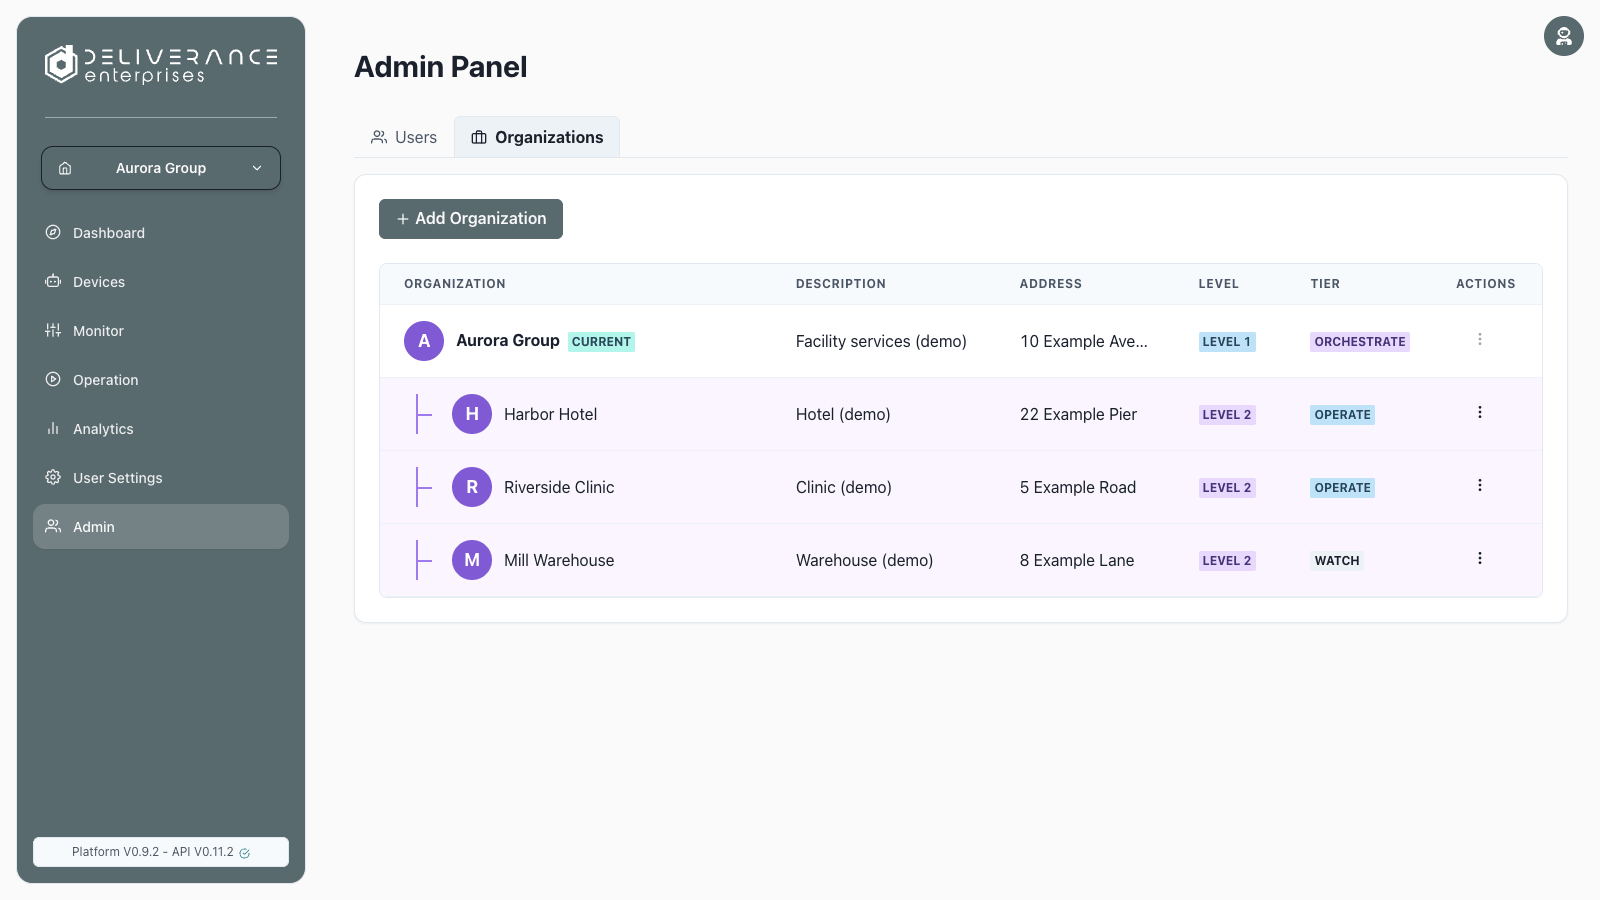 DELIVERANCE
enterprises
Aurora Group
Dashboard
Devices
Monitor
Operation
Analytics
User Settings
Admin
Platform V0.9.2 - API V0.11.2
Admin Panel
Users
Organizations
+ Add Organization
ORGANIZATION DESCRIPTION ADDRESS LEVEL TIER ACTIONS
A Aurora Group CURRENT Facility services (demo) 10 Example Ave... LEVEL 1 ORCHESTRATE
H Harbor Hotel Hotel (demo) 22 Example Pier LEVEL 2 OPERATE
R Riverside Clinic Clinic (demo) 5 Example Road LEVEL 2 OPERATE
M Mill Warehouse Warehouse (demo) 8 Example Lane LEVEL 2 WATCH